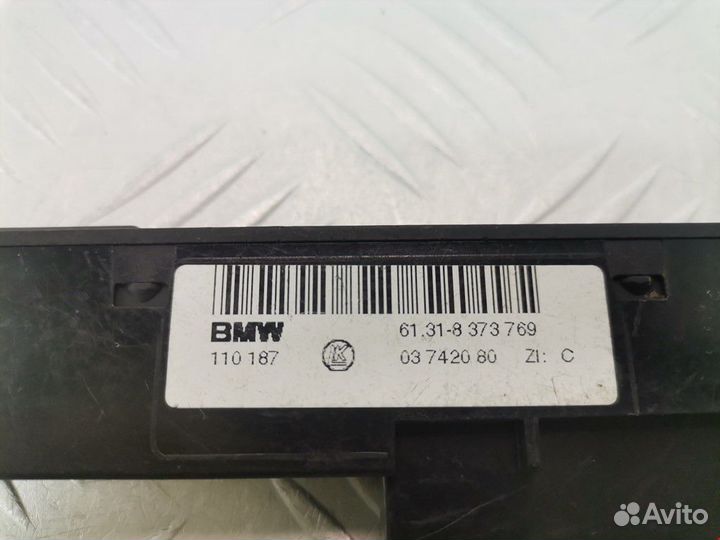 BMW 61.31-8 373 769
110 187 K 03 7420 80 ZI: C
Avito